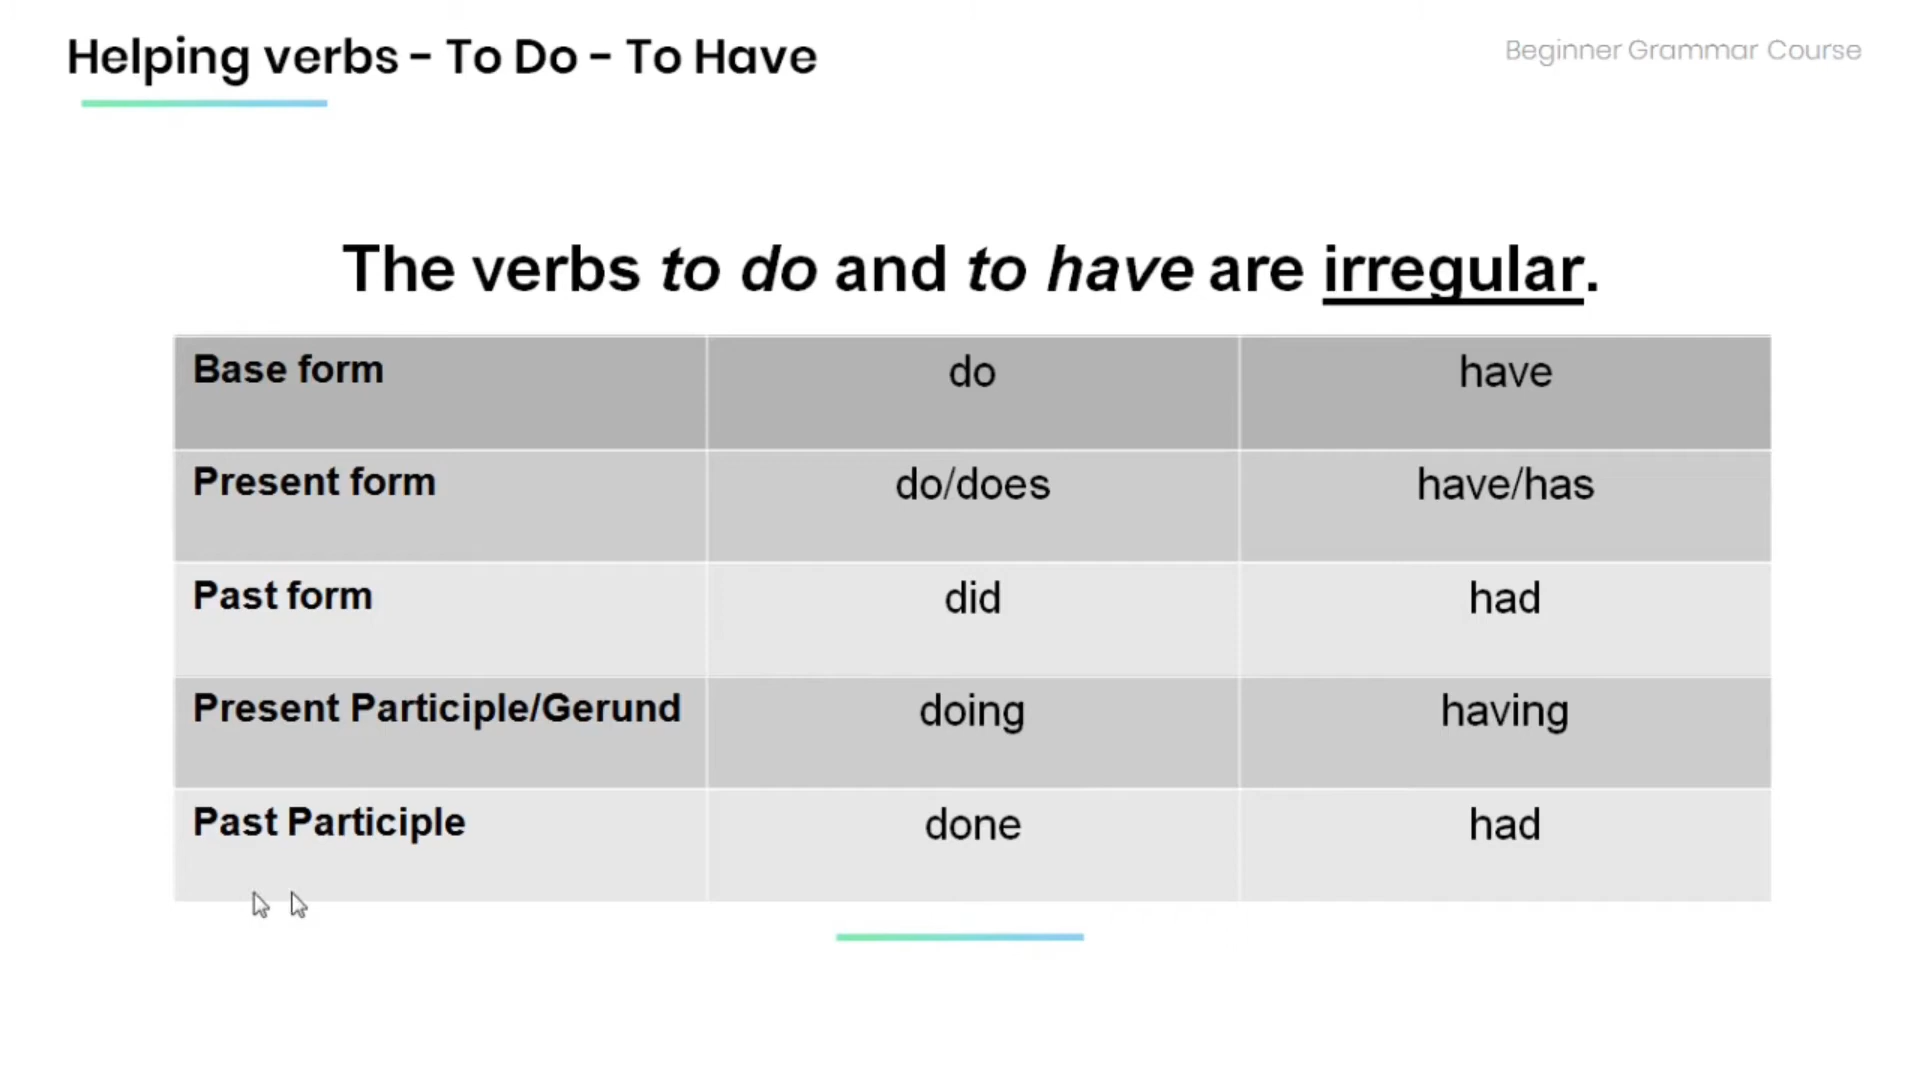 Helping verbs - To Do - To Have
Beginner Grammar Course
The verbs to do and to have are irregular.
Base form do have
Present form do/does have/has
Past form did had
Present Participle/Gerund doing having
Past Participle done had